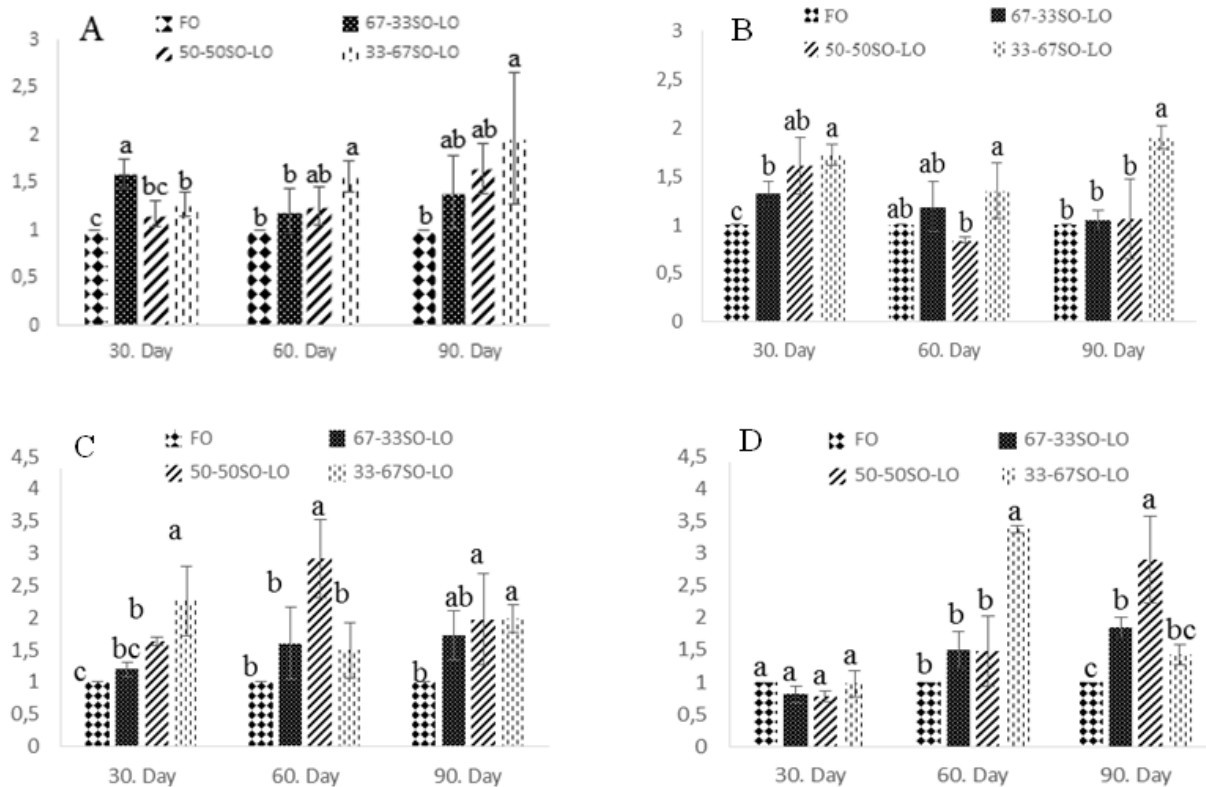 A
FO 67-33SO-LO
50-50SO-LO 33-67SO-LO
3
2,5
2
1,5
1
0,5
0
c a bc b b b ab a b ab ab a
30. Day 60. Day 90. Day
B
FO 67-33SO-LO
50-50SO-LO 33-67SO-LO
3
2,5
2
1,5
1
0,5
0
c b ab a ab ab b a b b b a
30. Day 60. Day 90. Day
C
FO 67-33SO-LO
50-50SO-LO 33-67SO-LO
4,5
4
3,5
3
2,5
2
1,5
1
0,5
0
c bc b a b b a b b ab a a
30. Day 60. Day 90. Day
D
FO 67-33SO-LO
50-50SO-LO 33-67SO-LO
4,5
4
3,5
3
2,5
2
1,5
1
0,5
0
a a a a b b b a c b a bc
30. Day 60. Day 90. Day